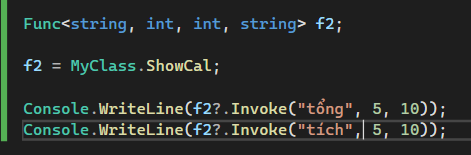 Func<string, int, int, string> f2;
f2 = MyClass.ShowCal;
Console.WriteLine(f2?.Invoke("tổng", 5, 10));
Console.WriteLine(f2?.Invoke("tích", 5, 10));